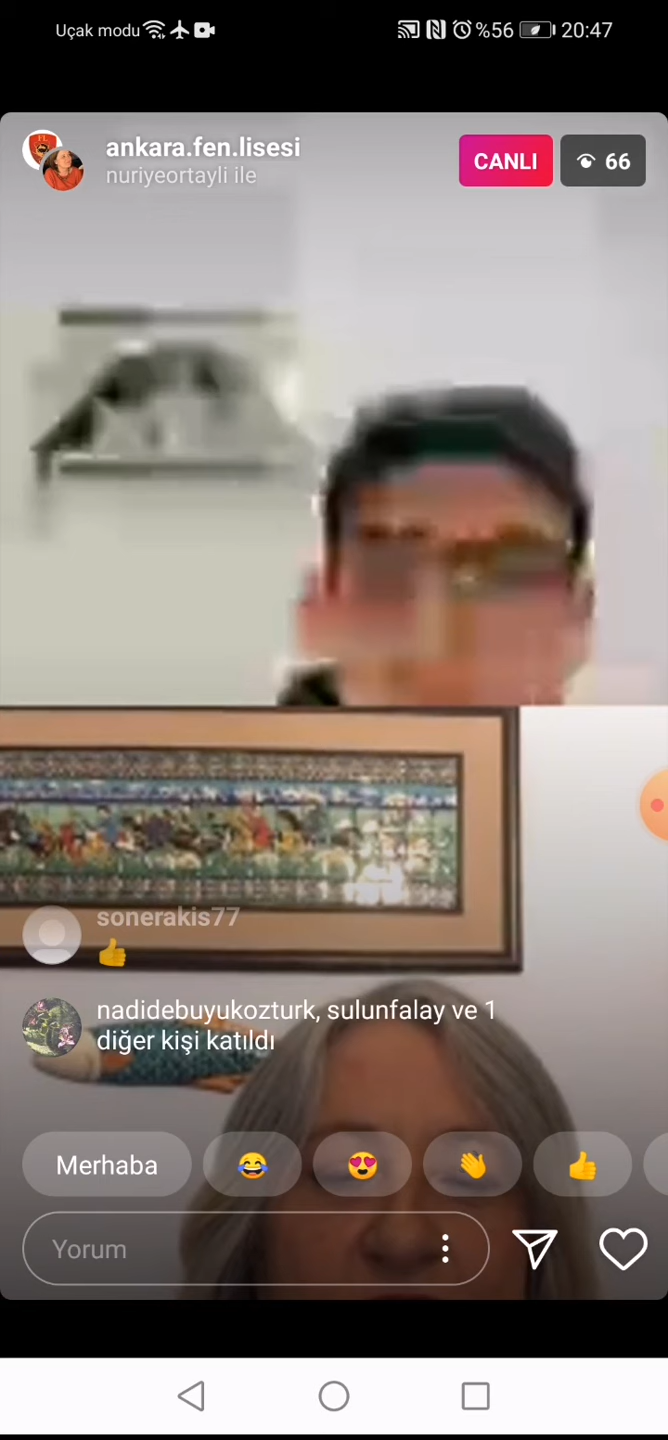 Uçak modu %56 20:47
ankara.fen.lisesi
nuriyeortayli ile
CANLI 66
sonerakis77
👍
nadidebuyukozturk, sulunfalay ve 1
diğer kişi katıldı
Merhaba 😂 😍 👏 👍
Yorum